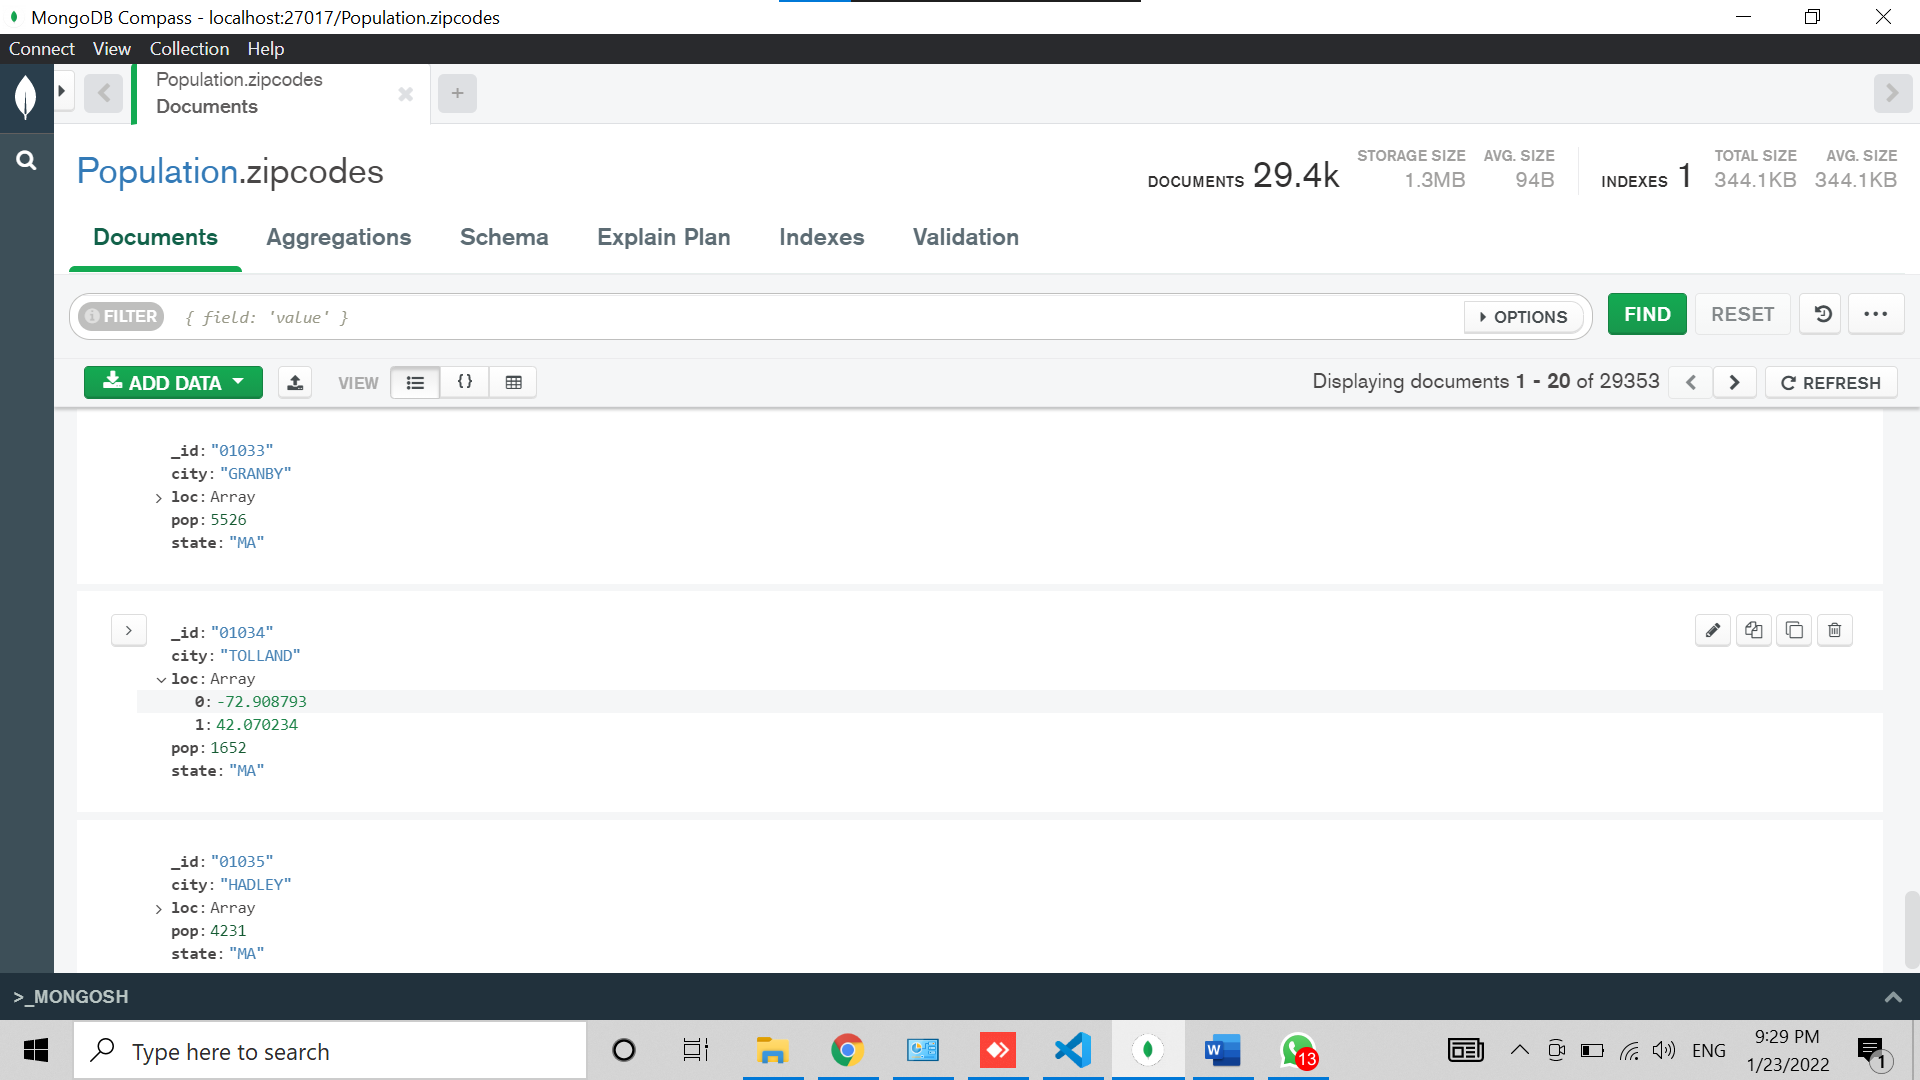 MongoDB Compass - localhost:27017/Population.zipcodes
Connect View Collection Help
Population.zipcodes
Documents
Population.zipcodes
DOCUMENTS 29.4k STORAGE SIZE 1.3MB AVG. SIZE 94B INDEXES 1 TOTAL SIZE 344.1KB AVG. SIZE 344.1KB
Documents Aggregations Schema Explain Plan Indexes Validation
FILTER { field: 'value' } OPTIONS FIND RESET
ADD DATA VIEW {} Displaying documents 1 - 20 of 29353 REFRESH
_id: "01033"
city: "GRANBY"
loc: Array
pop: 5526
state: "MA"
_id: "01034"
city: "TOLLAND"
loc: Array
0: -72.908793
1: 42.070234
pop: 1652
state: "MA"
_id: "01035"
city: "HADLEY"
loc: Array
pop: 4231
state: "MA"
>_MONGOSH
Type here to search
W
13
ENG
9:29 PM
1/23/2022
1